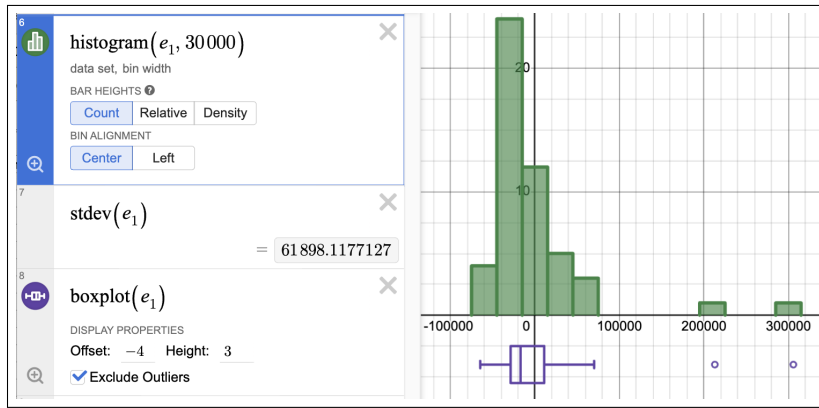 6
histogram(e₁, 30000)
data set, bin width
BAR HEIGHTS ?
Count Relative Density
BIN ALIGNMENT
Center Left
7
stdev(e₁)
= 61898.1177127
8
boxplot(e₁)
DISPLAY PROPERTIES
Offset: −4 Height: 3
Exclude Outliers
20
10
-100000 0 100000 200000 300000